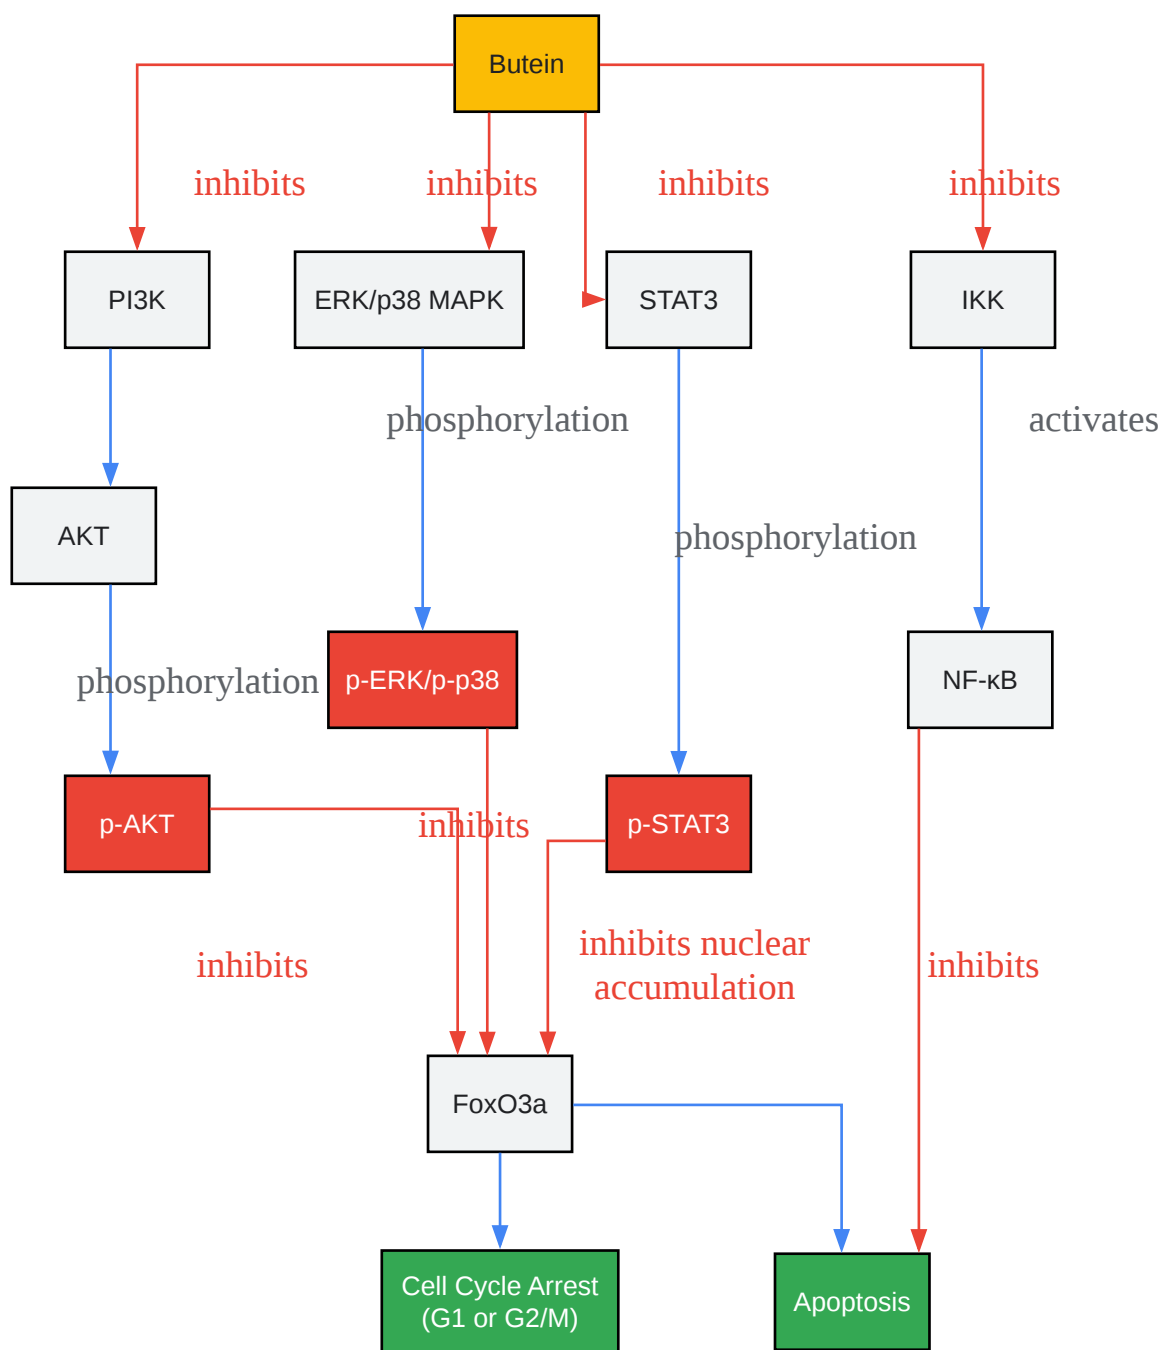 Butein
inhibits
inhibits
inhibits
inhibits
PI3K
ERK/p38 MAPK
STAT3
IKK
phosphorylation
activates
AKT
phosphorylation
phosphorylation
p-ERK/p-p38
NF-κB
p-AKT
inhibits
p-STAT3
inhibits
inhibits nuclear
accumulation
inhibits
FoxO3a
Cell Cycle Arrest
(G1 or G2/M)
Apoptosis